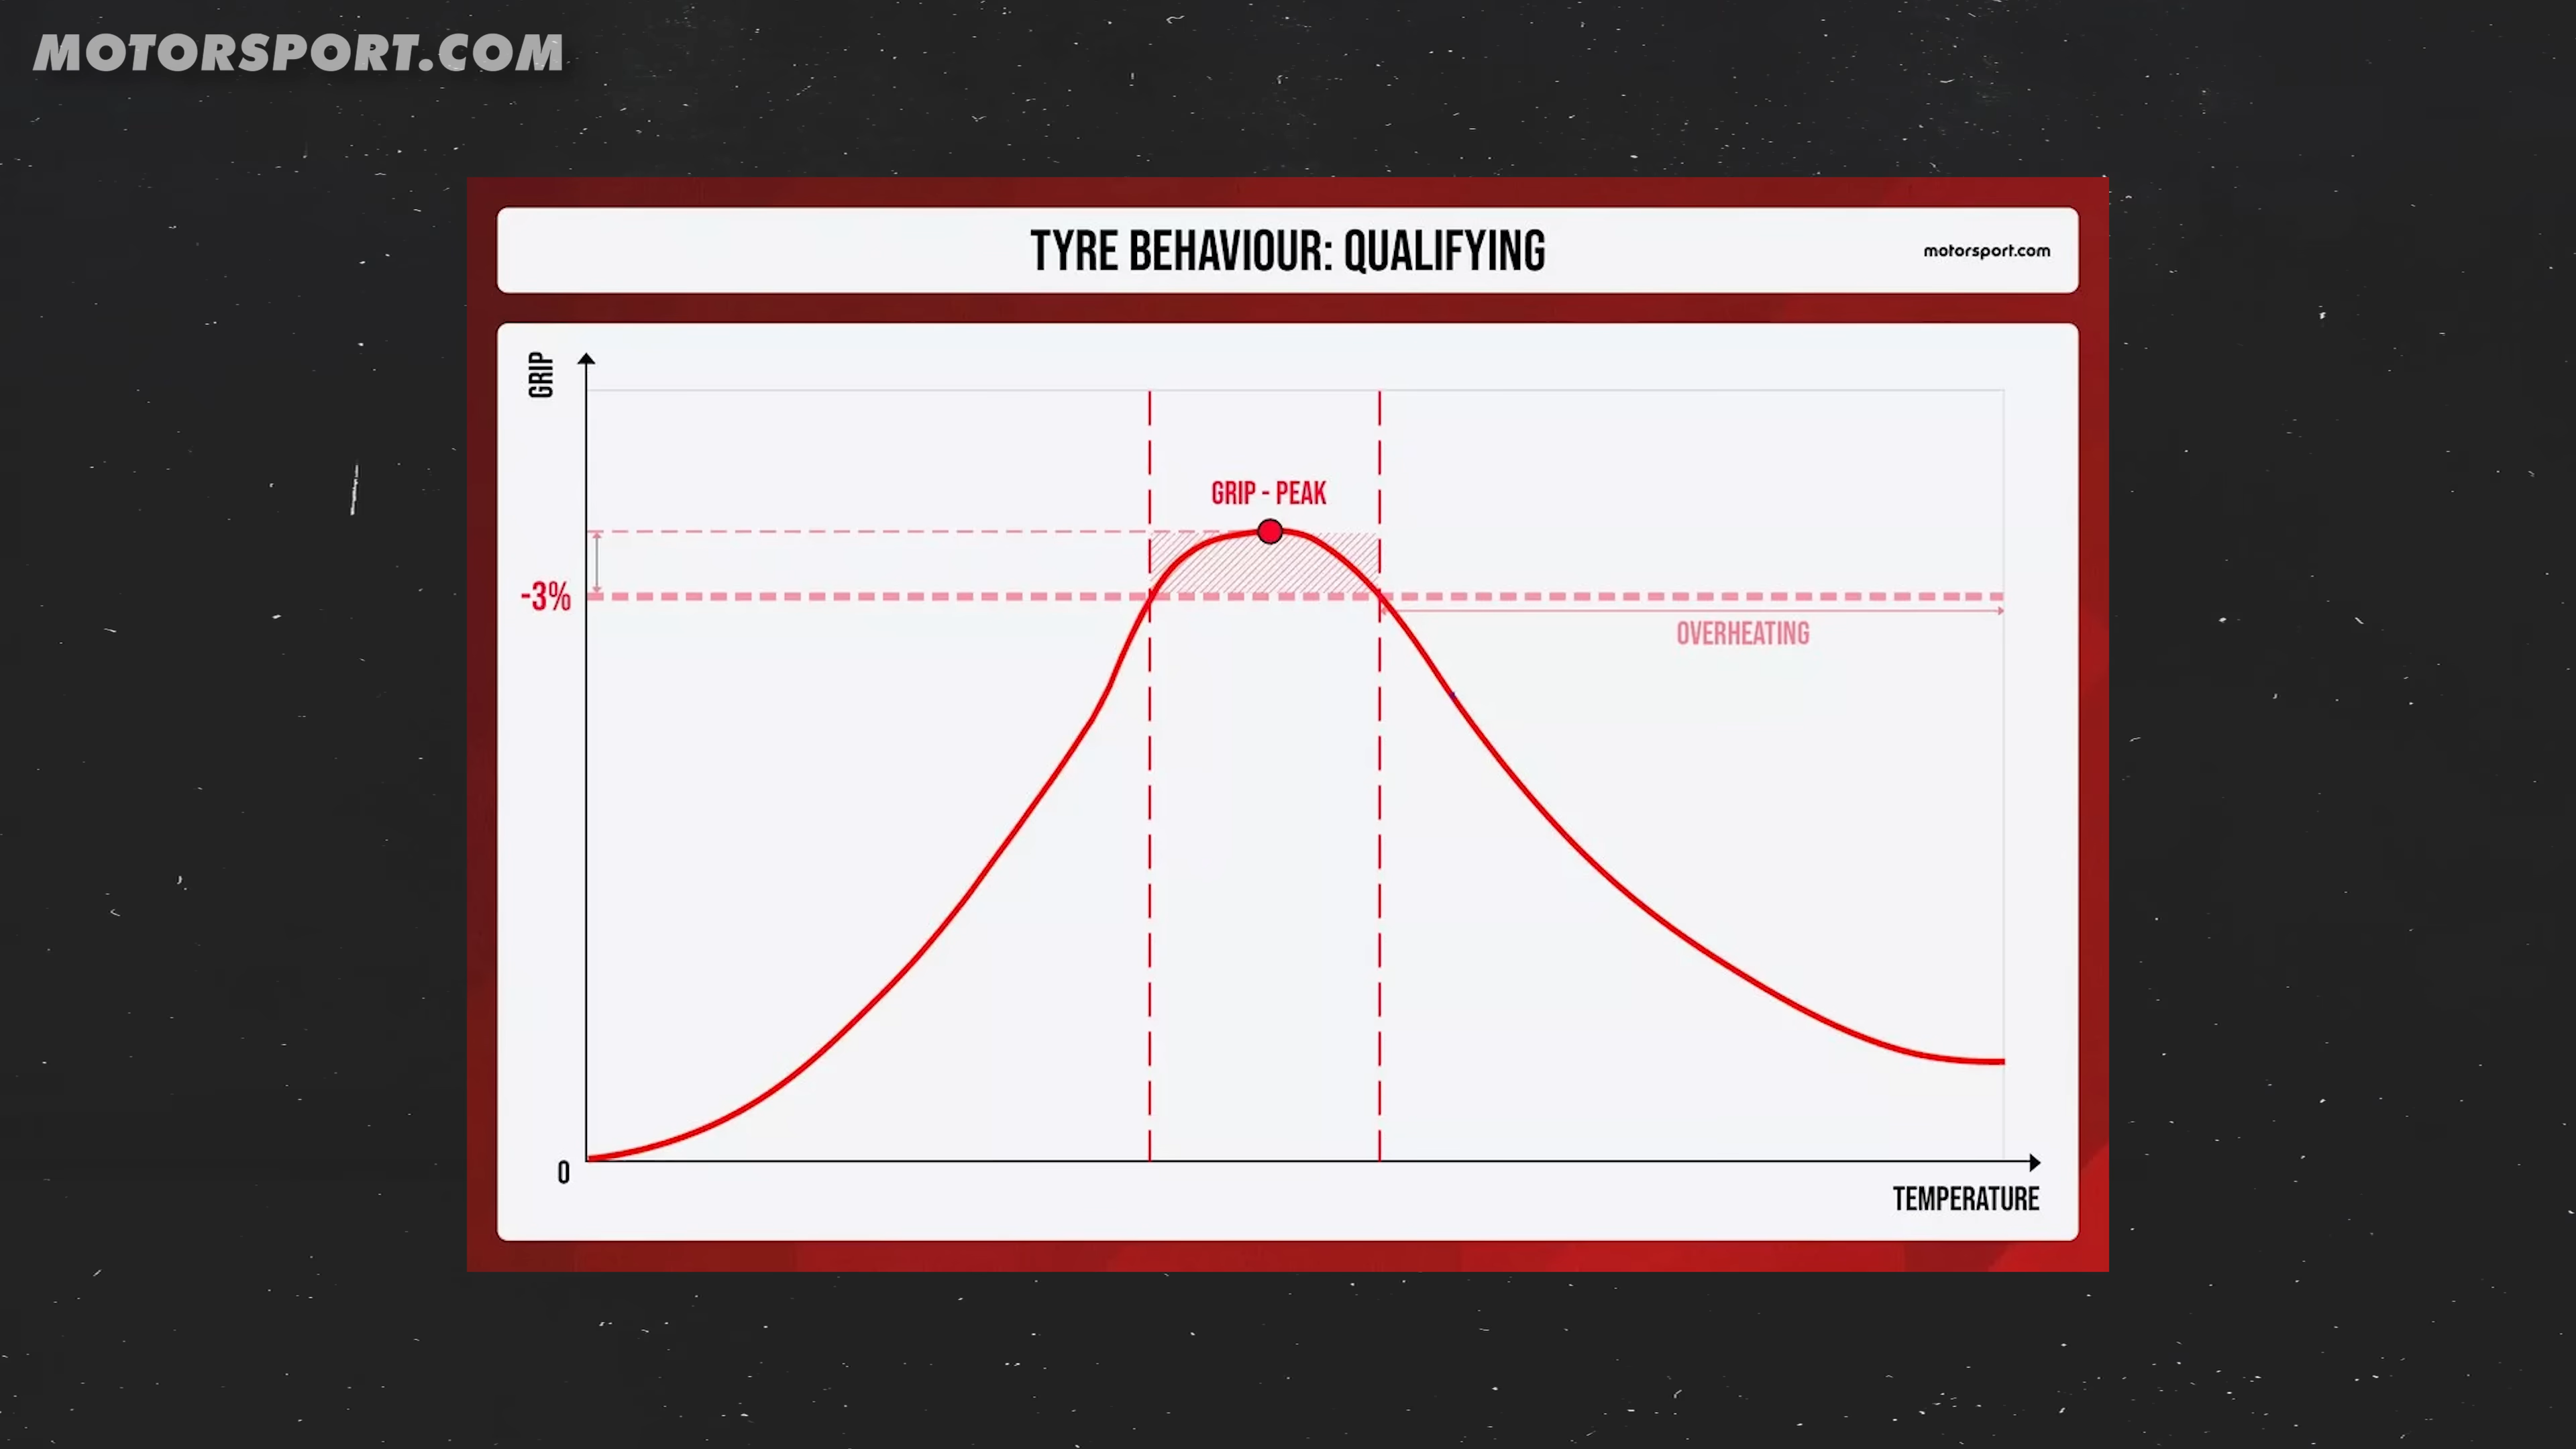 MOTORSPORT.COM
TYRE BEHAVIOUR: QUALIFYING
motorsport.com
GRIP
GRIP - PEAK
-3%
OVERHEATING
0
TEMPERATURE